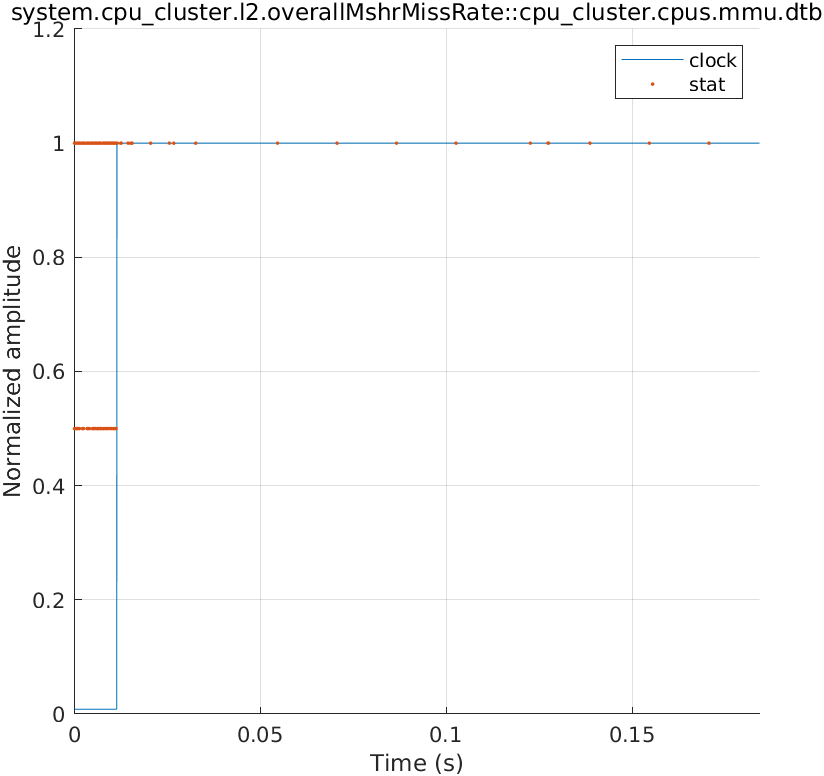 system.cpu_cluster.l2.overallMshrMissRate::cpu_cluster.cpus.mmu.dtb
clock
stat
Normalized amplitude
1.2
1
0.8
0.6
0.4
0.2
0
0 0.05 0.1 0.15
Time (s)